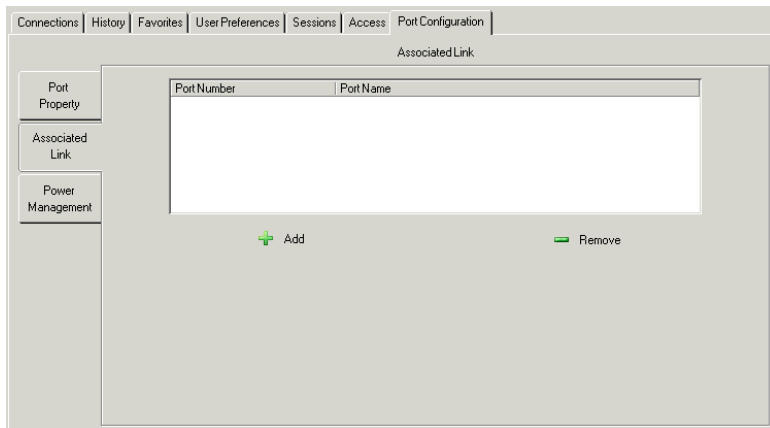 Connections History Favorites User Preferences Sessions Access Port Configuration
Associated Link
Port
Property
Port Number Port Name
Associated
Link
Power
Management
Add Remove